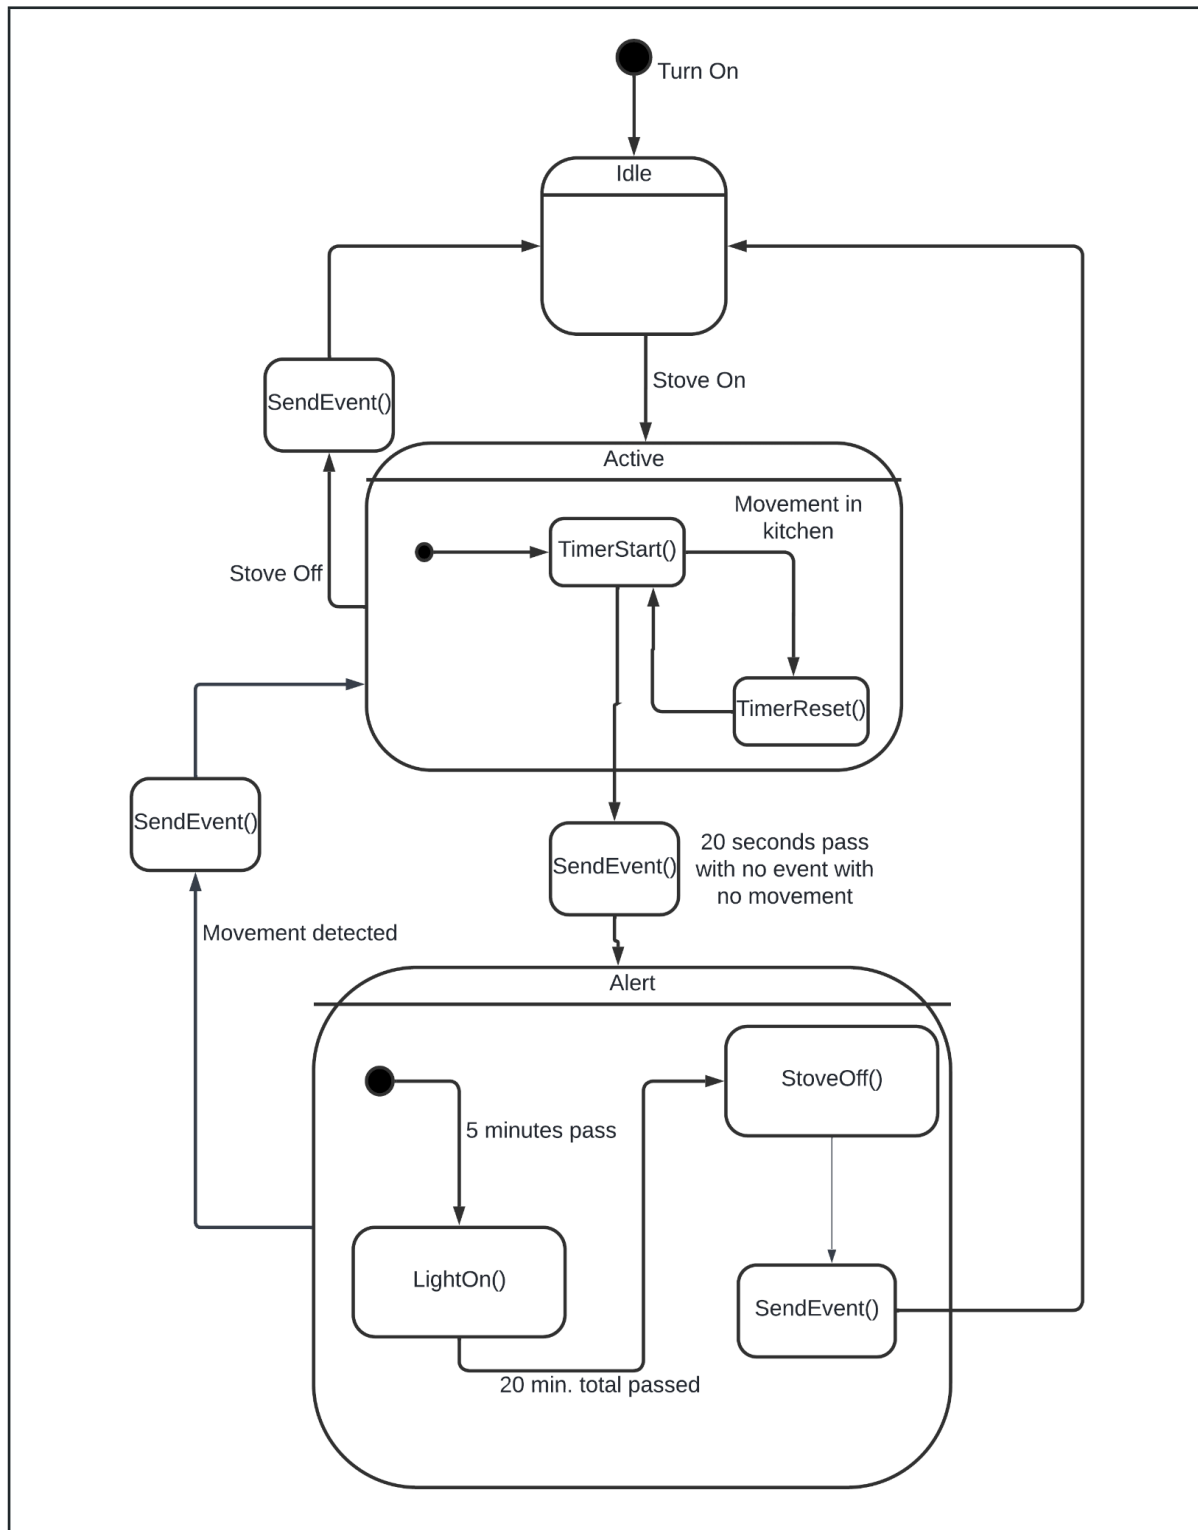 Turn On
Idle
Stove On
SendEvent()
Active
Movement in
kitchen
TimerStart()
Stove Off
TimerReset()
SendEvent()
SendEvent()
20 seconds pass
with no event with
no movement
Movement detected
Alert
StoveOff()
5 minutes pass
LightOn()
SendEvent()
20 min. total passed